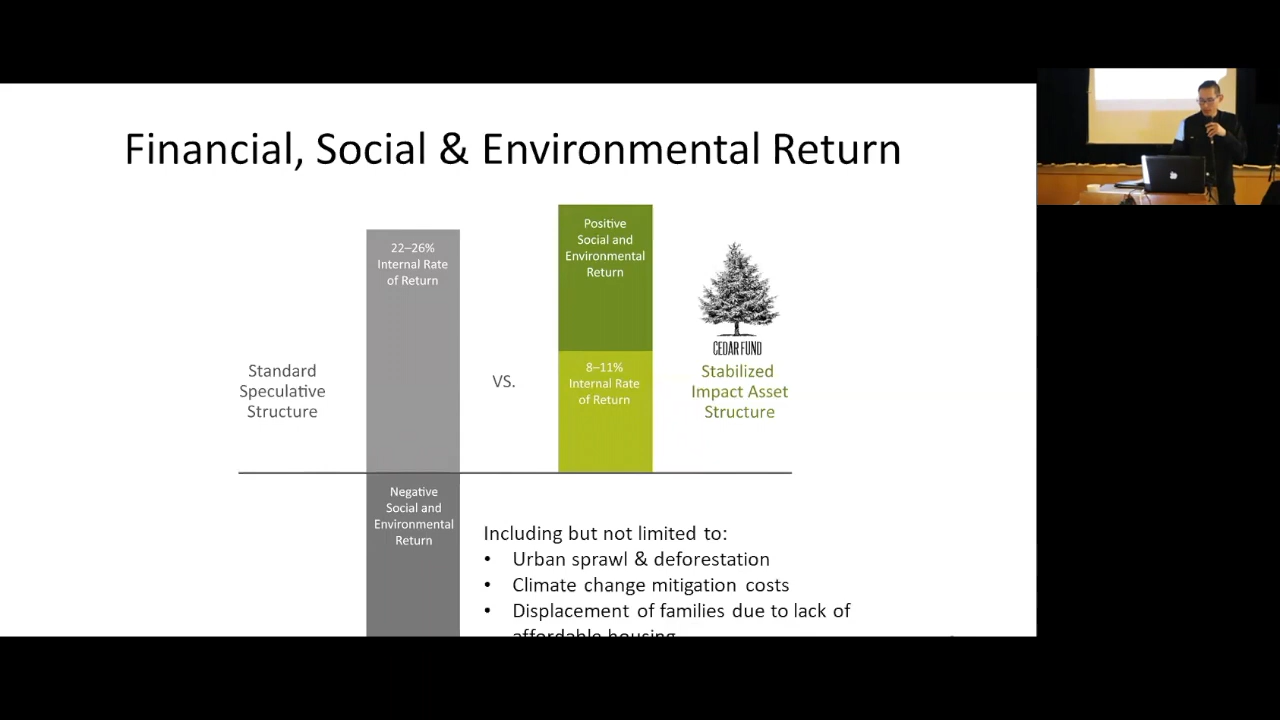 Financial, Social & Environmental Return
22–26%
Internal Rate
of Return
Positive
Social and
Environmental
Return
CEDAR FUND
Standard
Speculative
Structure
VS.
8–11%
Internal Rate
of Return
Stabilized
Impact Asset
Structure
Negative
Social and
Environmental
Return
Including but not limited to:
• Urban sprawl & deforestation
• Climate change mitigation costs
• Displacement of families due to lack of
affordable housing